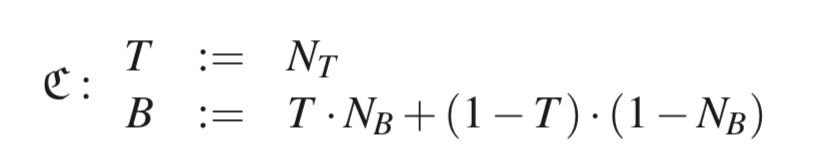 ℭ: T := N_T
B := T · N_B + (1 − T) · (1 − N_B)